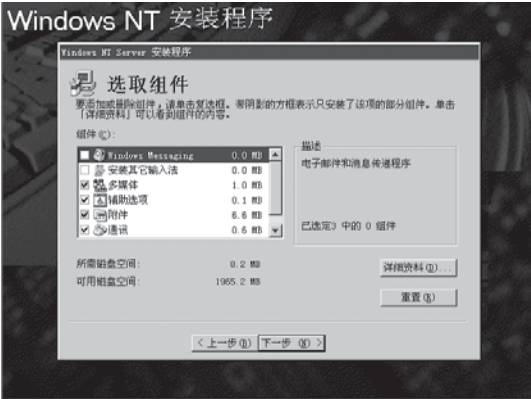 Windows NT 安装程序
Windows NT Server 安装程序
选取组件
要添加或删除组件，请单击复选框。带阴影的方框表示只安装了该项的部分组件。单击
「详细资料」可以看到组件的内容。
组件(C):
Windows Messaging 0.0 MB
安装其它输入法 0.0 MB
多媒体 1.0 MB
辅助选项 0.1 MB
附件 6.6 MB
通讯 0.6 MB
描述
电子邮件和消息传递程序
已选定3 中的 0 组件
所需磁盘空间: 8.2 MB
可用磁盘空间: 1965.2 MB
详细资料(D)...
重置(R)
< 上一步(B) 下一步 (N) >